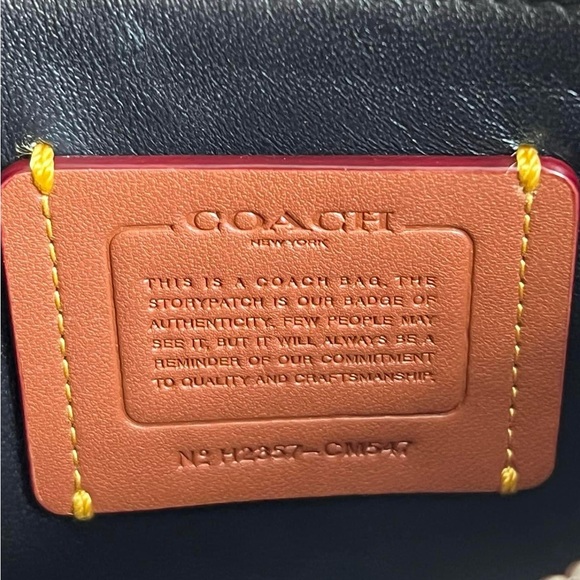 COACH
NEW YORK
THIS IS A COACH BAG. THE
STORYPATCH IS OUR BADGE OF
AUTHENTICITY. FEW PEOPLE MAY
SEE IT, BUT IT WILL ALWAYS BE A
REMINDER OF OUR COMMITMENT
TO QUALITY AND CRAFTSMANSHIP.
Nº H2357-CM547